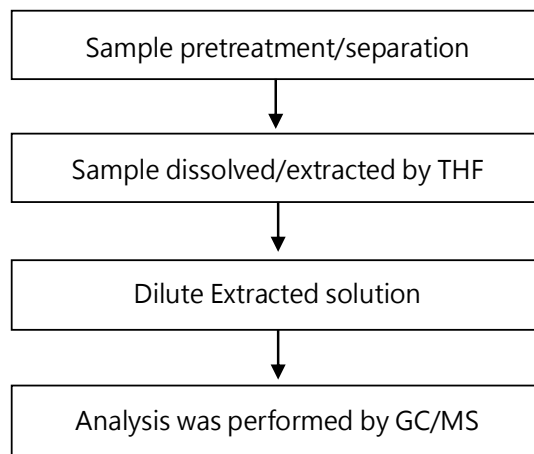 Sample pretreatment/separation
Sample dissolved/extracted by THF
Dilute Extracted solution
Analysis was performed by GC/MS